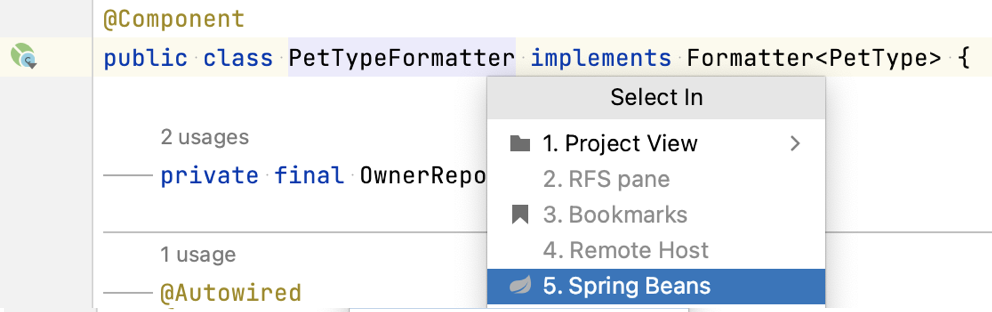 @Component
public class PetTypeFormatter implements Formatter<PetType> {
Select In
2 usages
1. Project View
private final OwnerRepo
2. RFS pane
3. Bookmarks
4. Remote Host
1 usage
5. Spring Beans
@Autowired